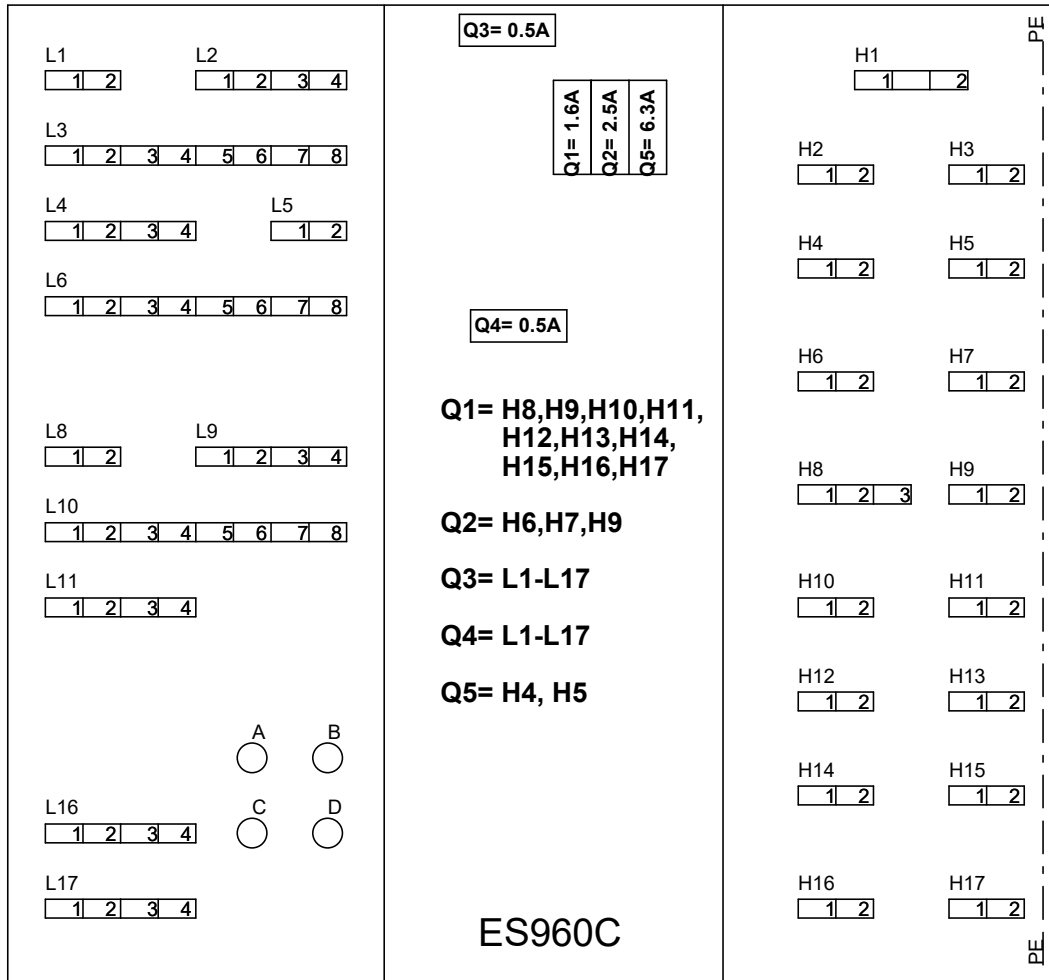 L1
1 2
L2
1 2 3 4
L3
1 2 3 4 5 6 7 8
L4
1 2 3 4
L5
1 2
L6
1 2 3 4 5 6 7 8
L8
1 2
L9
1 2 3 4
L10
1 2 3 4 5 6 7 8
L11
1 2 3 4
A
B
C
D
L16
1 2 3 4
L17
1 2 3 4
Q3= 0.5A
Q1= 1.6A
Q2= 2.5A
Q5= 6.3A
Q4= 0.5A
Q1= H8,H9,H10,H11,
H12,H13,H14,
H15,H16,H17
Q2= H6,H7,H9
Q3= L1-L17
Q4= L1-L17
Q5= H4, H5
ES960C
PE
H1
1 2
H2
1 2
H3
1 2
H4
1 2
H5
1 2
H6
1 2
H7
1 2
H8
1 2 3
H9
1 2
H10
1 2
H11
1 2
H12
1 2
H13
1 2
H14
1 2
H15
1 2
H16
1 2
H17
1 2
PE